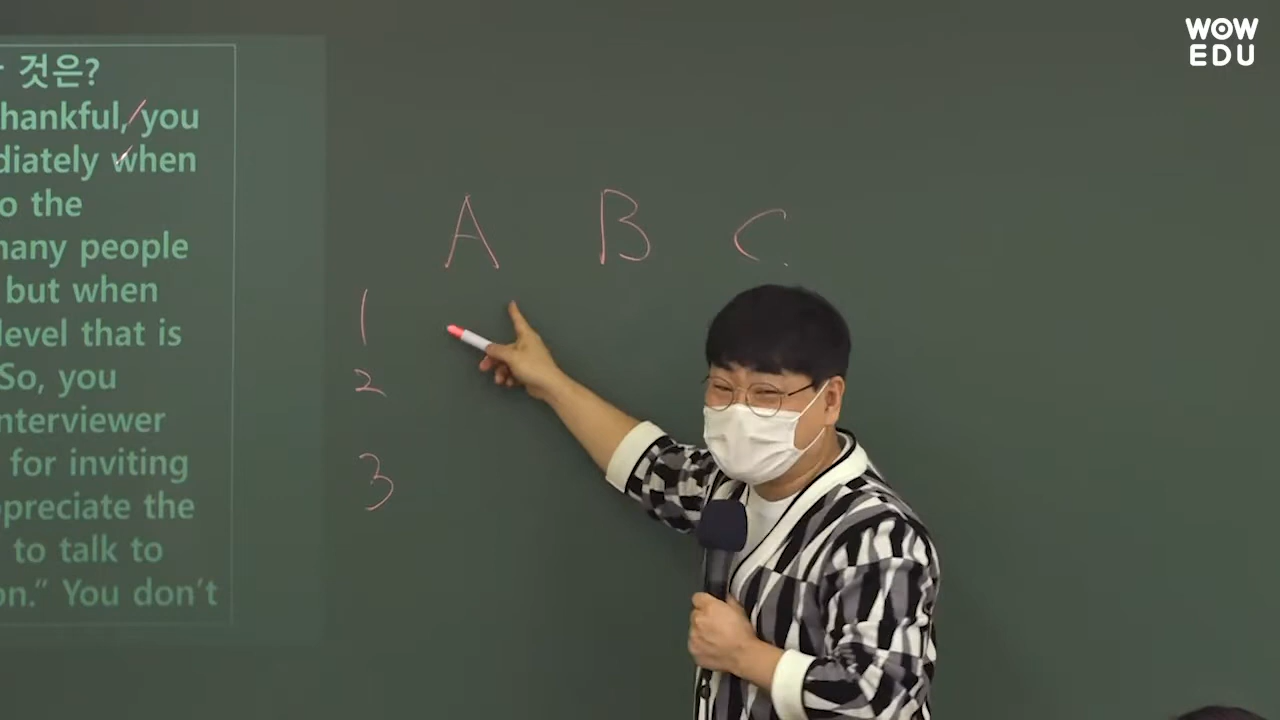 것은?
hankful, you
diately when
o the
many people
but when
level that is
So, you
nterviewer
for inviting
preciate the
to talk to
on.” You don’t
A B C
1
2
3
WOW
EDU